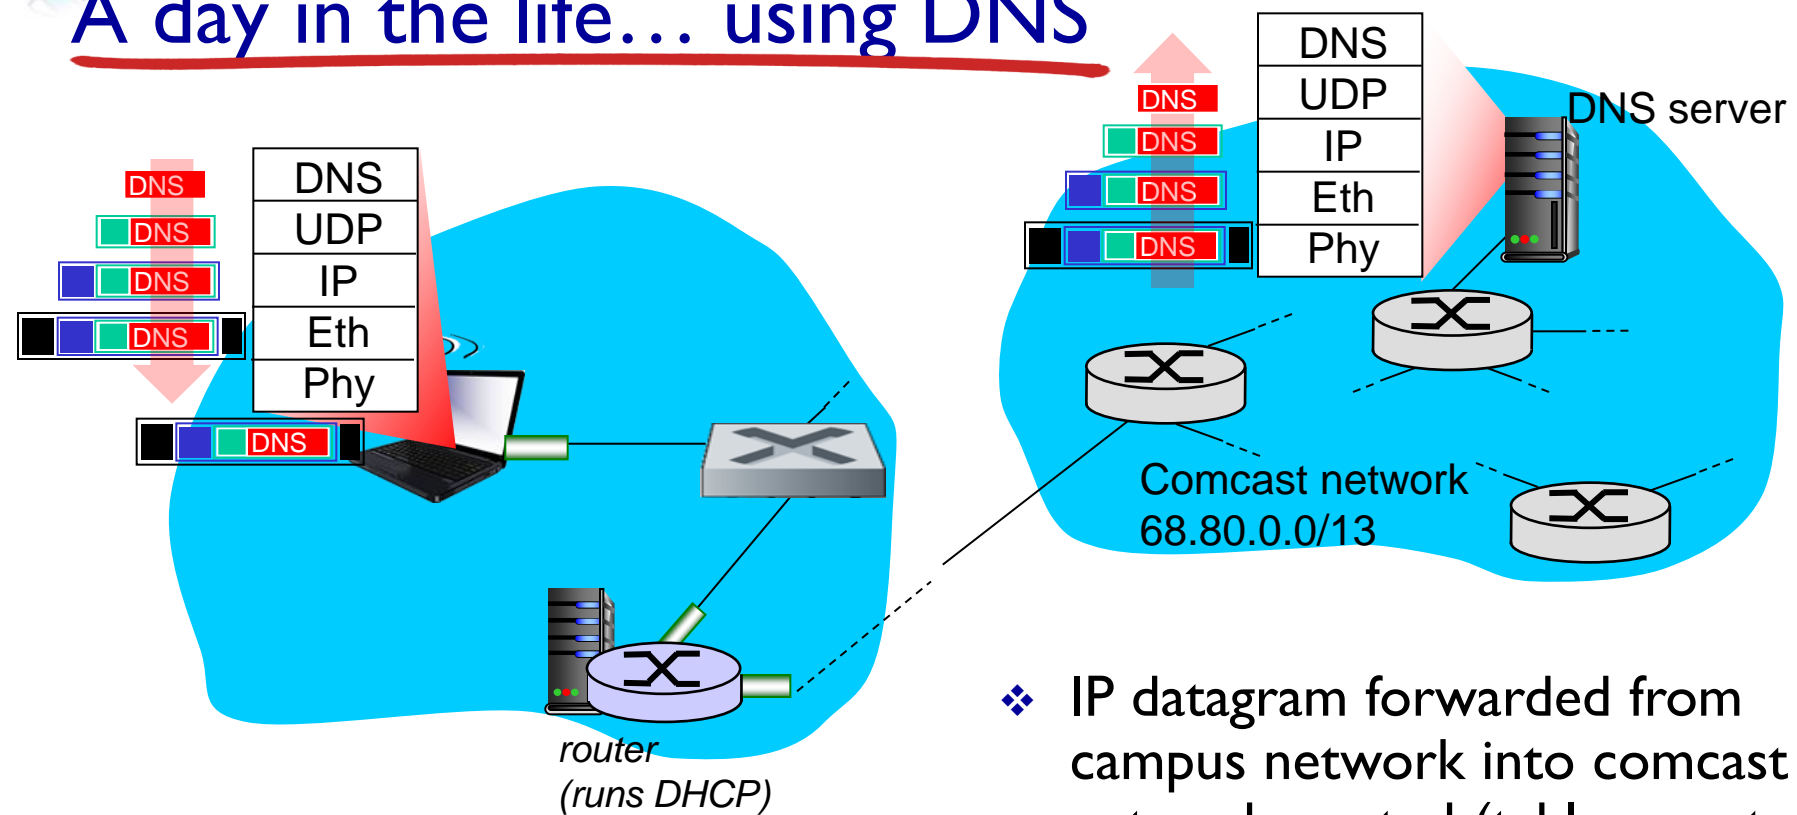 A day in the life… using DNS
DNS
DNS
DNS
DNS
DNS
DNS
UDP
IP
Eth
Phy
DNS
DNS
DNS
DNS
DNS
UDP
IP
Eth
Phy
DNS server
Comcast network
68.80.0.0/13
router
(runs DHCP)
❖ IP datagram forwarded from
campus network into comcast